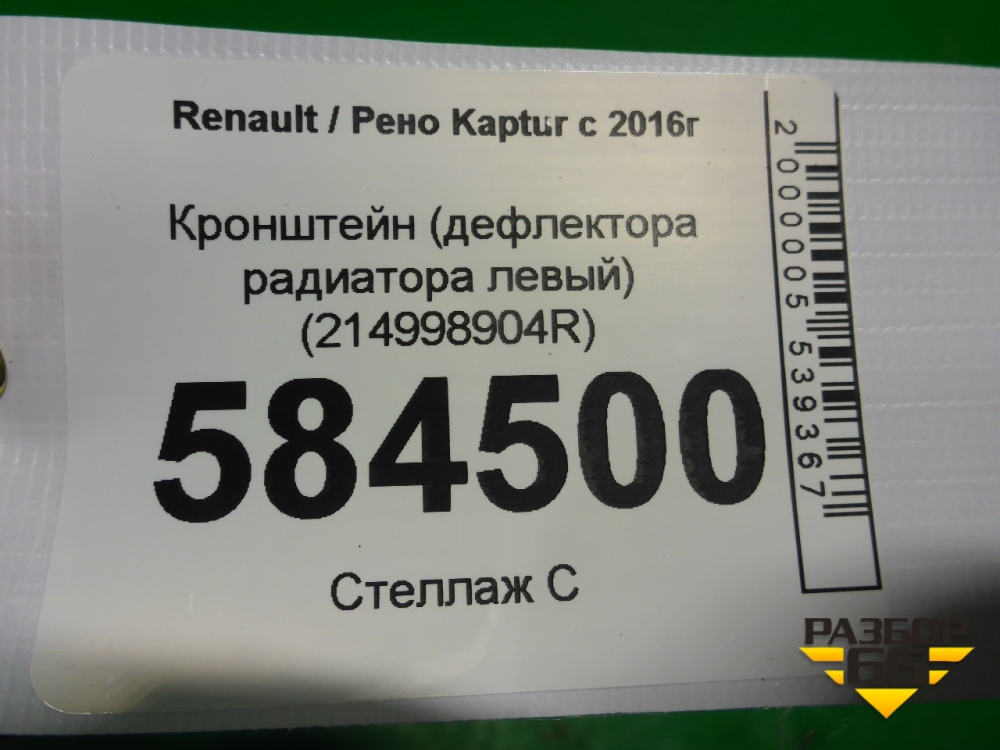 Renault / Рено Kaptur с 2016г
Кронштейн (дефлектора
радиатора левый)
(214998904R)
584500
Стеллаж С
2 000005 539367
РАЗБОР
66